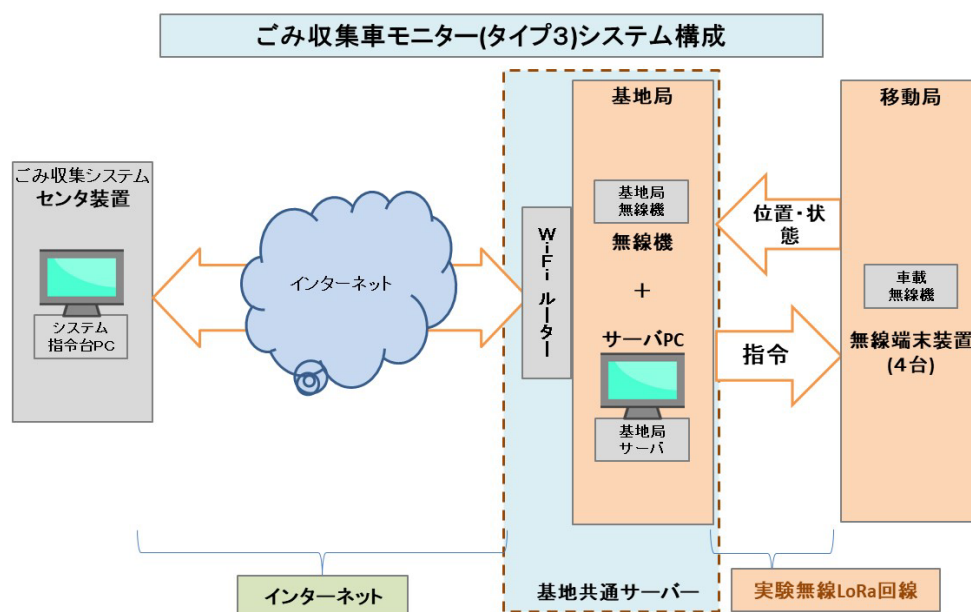 ごみ収集車モニター(タイプ3)システム構成
ごみ収集システム
センタ装置
システム
指令台PC
インターネット
WiFiルーター
基地局
基地局
無線機
無線機
+
サーバPC
基地局
サーバ
位置・状
態
指令
移動局
車載
無線機
無線端末装置
(4台)
インターネット
基地共通サーバー
実験無線LoRa回線